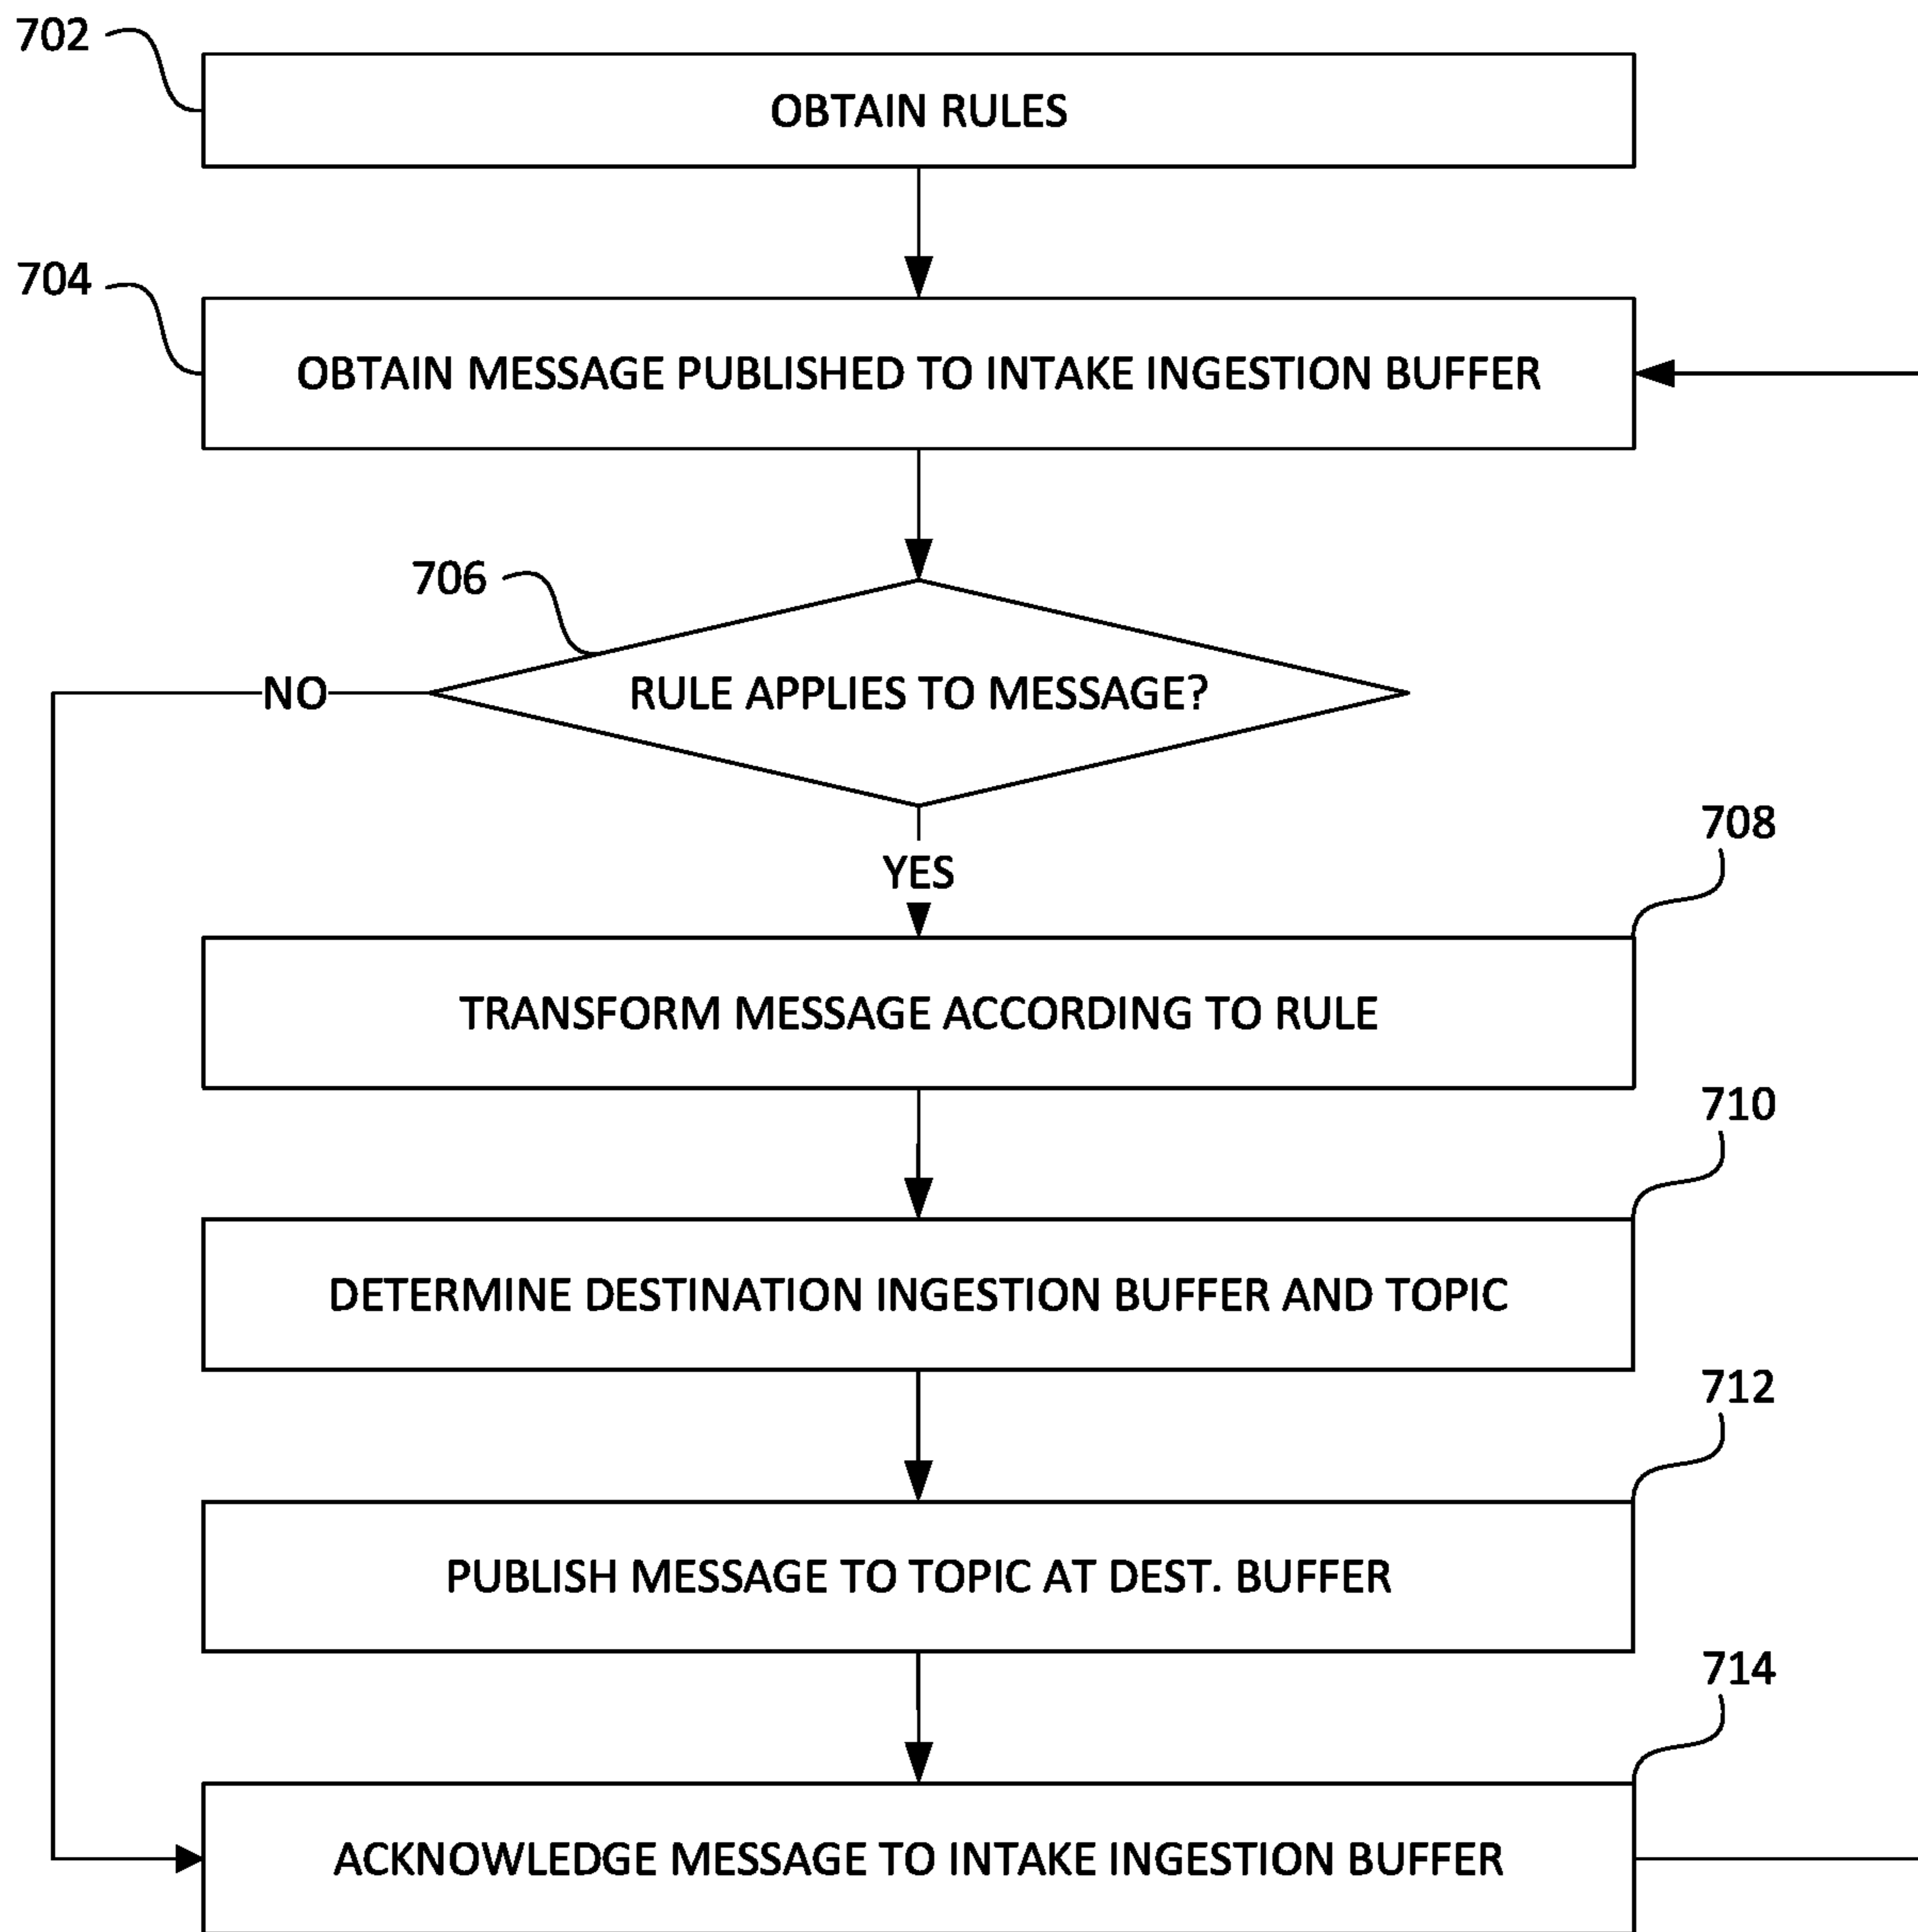 702
OBTAIN RULES
704
OBTAIN MESSAGE PUBLISHED TO INTAKE INGESTION BUFFER
706
RULE APPLIES TO MESSAGE?
NO
YES
708
TRANSFORM MESSAGE ACCORDING TO RULE
710
DETERMINE DESTINATION INGESTION BUFFER AND TOPIC
712
PUBLISH MESSAGE TO TOPIC AT DEST. BUFFER
714
ACKNOWLEDGE MESSAGE TO INTAKE INGESTION BUFFER